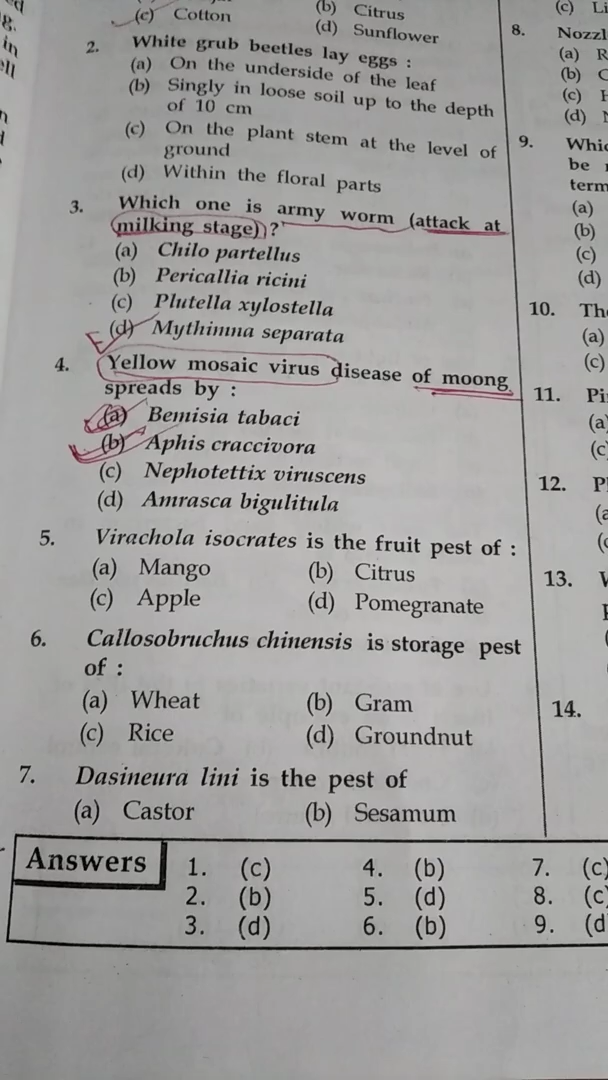 (c) Cotton
(b) Citrus
(d) Sunflower
2. White grub beetles lay eggs :
(a) On the underside of the leaf
(b) Singly in loose soil up to the depth
of 10 cm
(c) On the plant stem at the level of
ground
(d) Within the floral parts
3. Which one is army worm (attack at
milking stage) ?
(a) Chilo partellus
(b) Pericallia ricini
(c) Plutella xylostella
(d) Mythimna separata
4. Yellow mosaic virus disease of moong
spreads by :
(a) Bemisia tabaci
(b) Aphis craccivora
(c) Nephotettix viruscens
(d) Amrasca bigulitula
5. Virachola isocrates is the fruit pest of :
(a) Mango (b) Citrus
(c) Apple (d) Pomegranate
6. Callosobruchus chinensis is storage pest
of :
(a) Wheat (b) Gram
(c) Rice (d) Groundnut
7. Dasineura lini is the pest of
(a) Castor (b) Sesamum
(c)
8.
(a)
(b)
(c)
(d)
9.
be
term
(a)
(b)
(c)
(d)
10.
(a)
(c)
11.
(a)
(c)
12.
13.
14.
Answers 1. (c) 4. (b) 7. (c)
2. (b) 5. (d) 8. (c)
3. (d) 6. (b) 9. (d